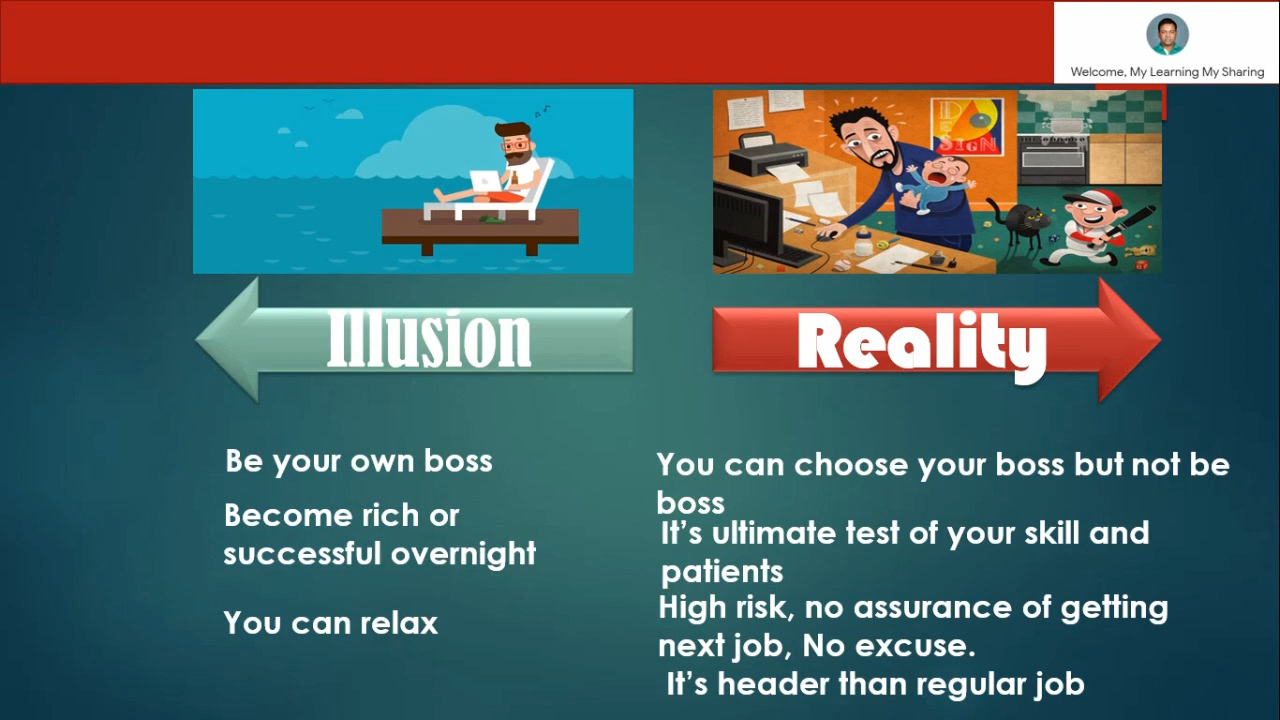 Welcome, My Learning My Sharing
DESIGN
Illusion
Reality
Be your own boss
Become rich or
successful overnight
You can relax
You can choose your boss but not be
boss
It's ultimate test of your skill and
patients
High risk, no assurance of getting
next job, No excuse.
It's header than regular job